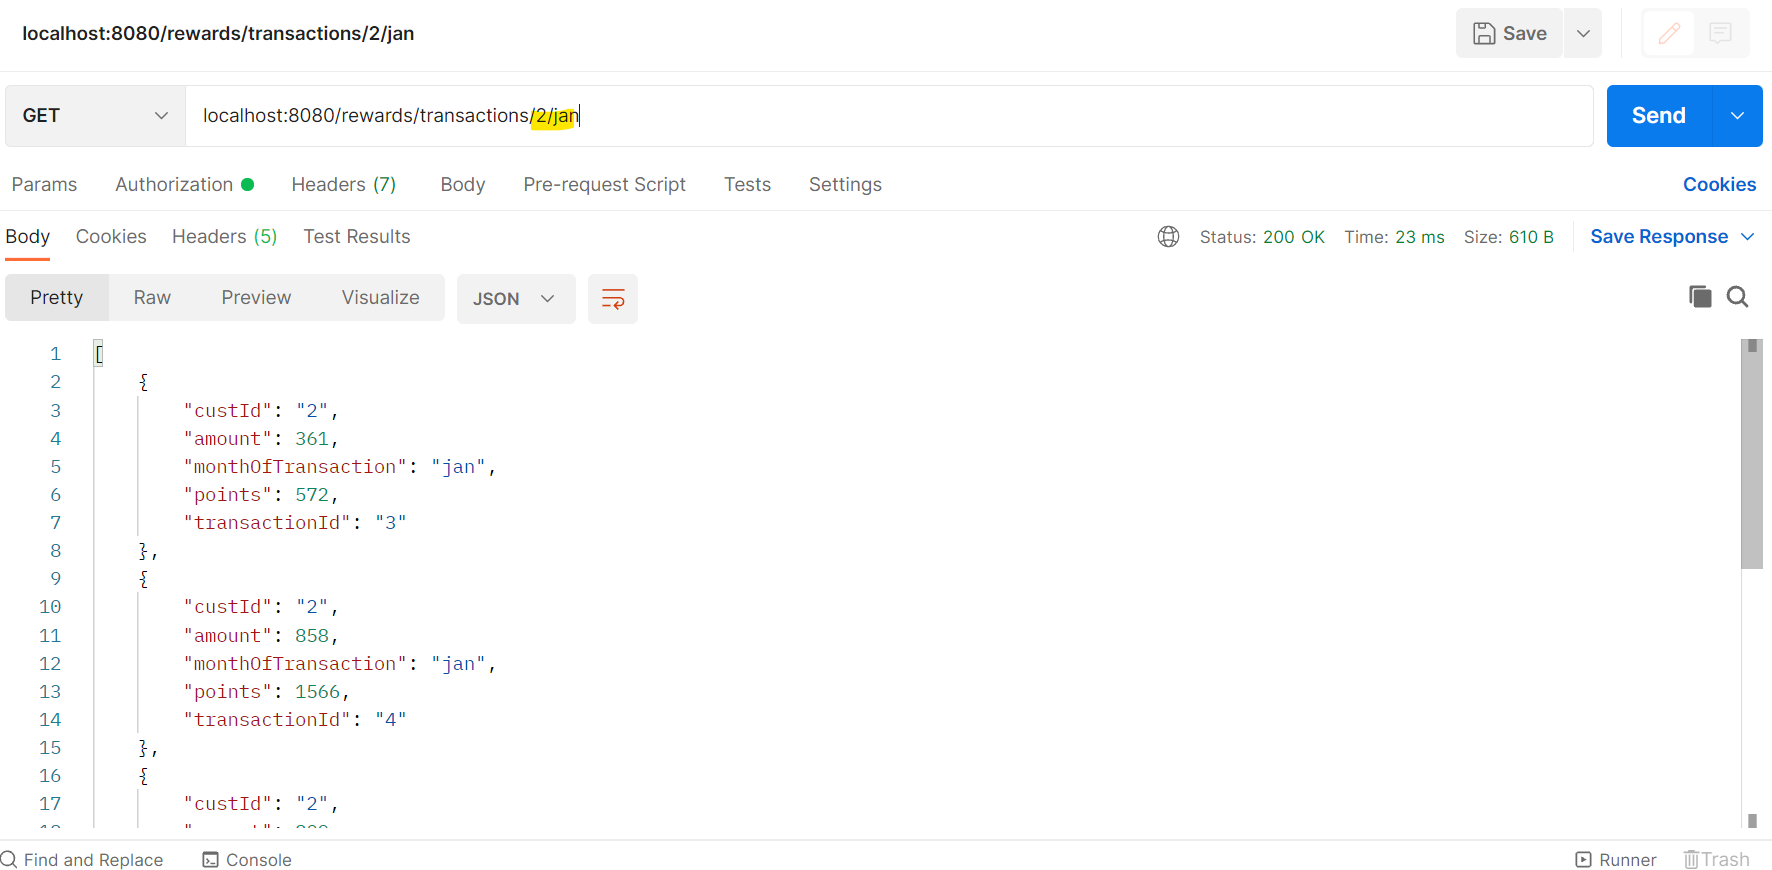 localhost:8080/rewards/transactions/2/jan
Save
GET
localhost:8080/rewards/transactions/2/jan
Send
Params Authorization Headers (7) Body Pre-request Script Tests Settings Cookies
Body Cookies Headers (5) Test Results Status: 200 OK Time: 23 ms Size: 610 B Save Response
Pretty Raw Preview Visualize JSON
1 [
2 {
3 "custId": "2",
4 "amount": 361,
5 "monthOfTransaction": "jan",
6 "points": 572,
7 "transactionId": "3"
8 },
9 {
10 "custId": "2",
11 "amount": 858,
12 "monthOfTransaction": "jan",
13 "points": 1566,
14 "transactionId": "4"
15 },
16 {
17 "custId": "2",
Find and Replace Console Runner Trash